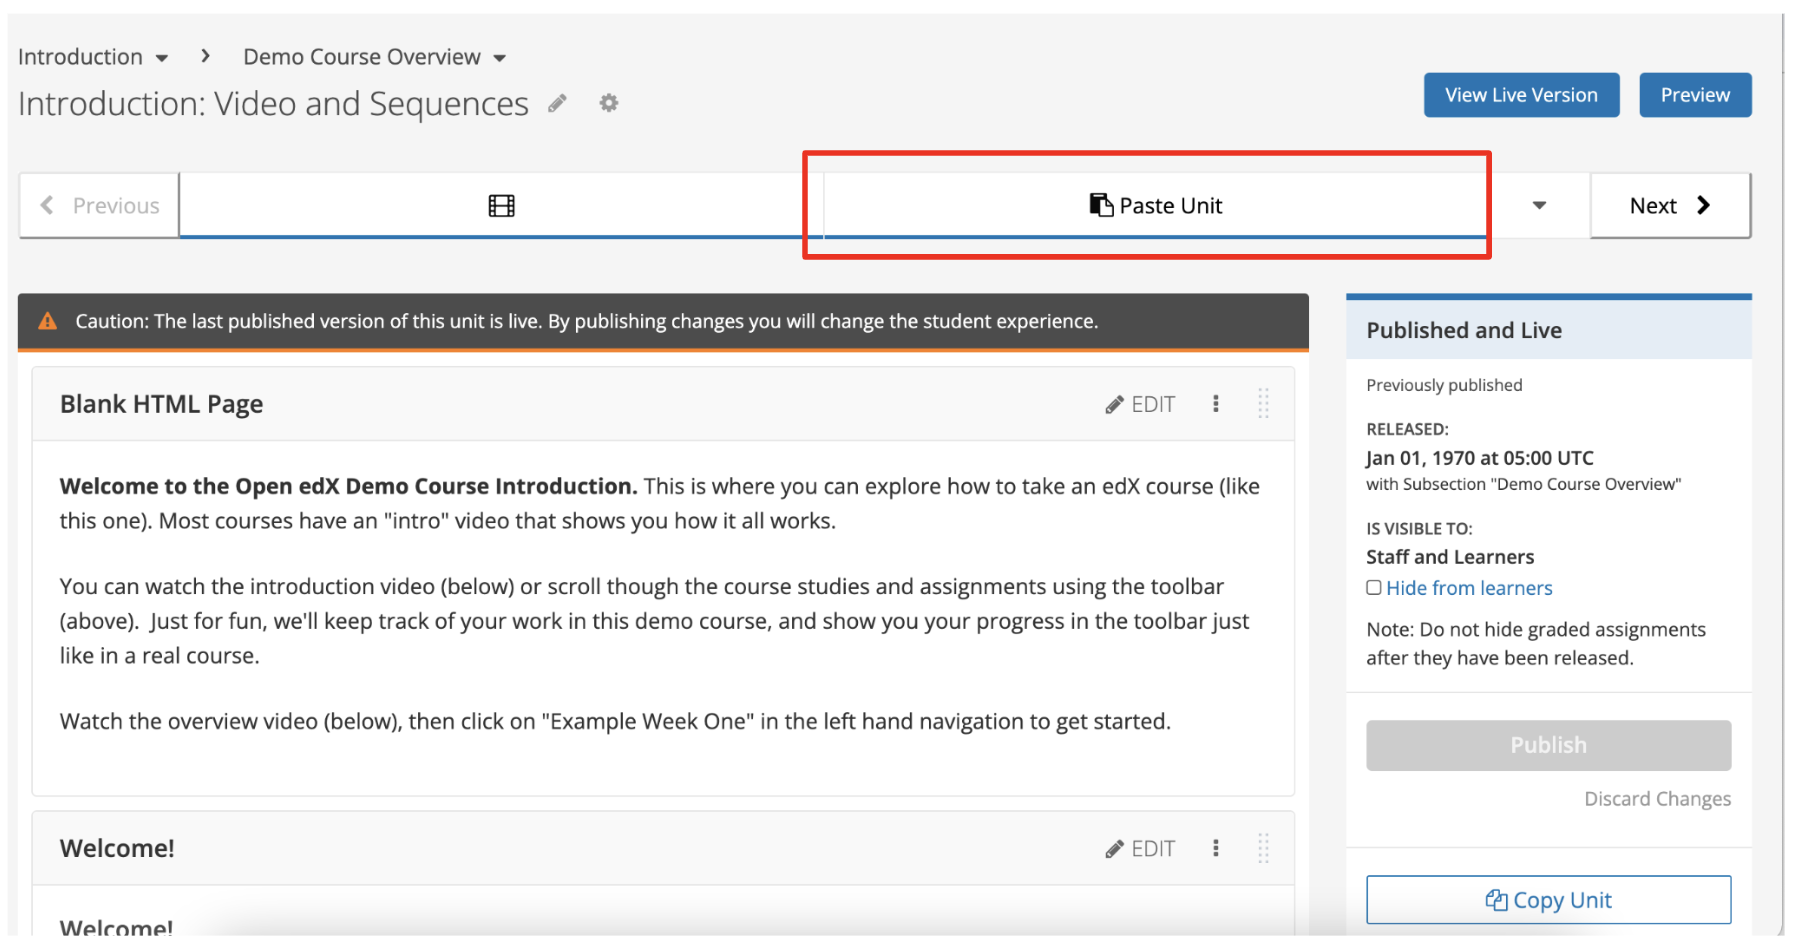 Introduction
Demo Course Overview
Introduction: Video and Sequences
View Live Version
Preview
Previous
Paste Unit
Next
Caution: The last published version of this unit is live. By publishing changes you will change the student experience.
Blank HTML Page
EDIT
Welcome to the Open edX Demo Course Introduction. This is where you can explore how to take an edX course (like
this one). Most courses have an "intro" video that shows you how it all works.
You can watch the introduction video (below) or scroll though the course studies and assignments using the toolbar
(above).  Just for fun, we'll keep track of your work in this demo course, and show you your progress in the toolbar just
like in a real course.
Watch the overview video (below), then click on "Example Week One" in the left hand navigation to get started.
Welcome!
EDIT
Welcome!
Published and Live
Previously published
RELEASED:
Jan 01, 1970 at 05:00 UTC
with Subsection "Demo Course Overview"
IS VISIBLE TO:
Staff and Learners
Hide from learners
Note: Do not hide graded assignments
after they have been released.
Publish
Discard Changes
Copy Unit